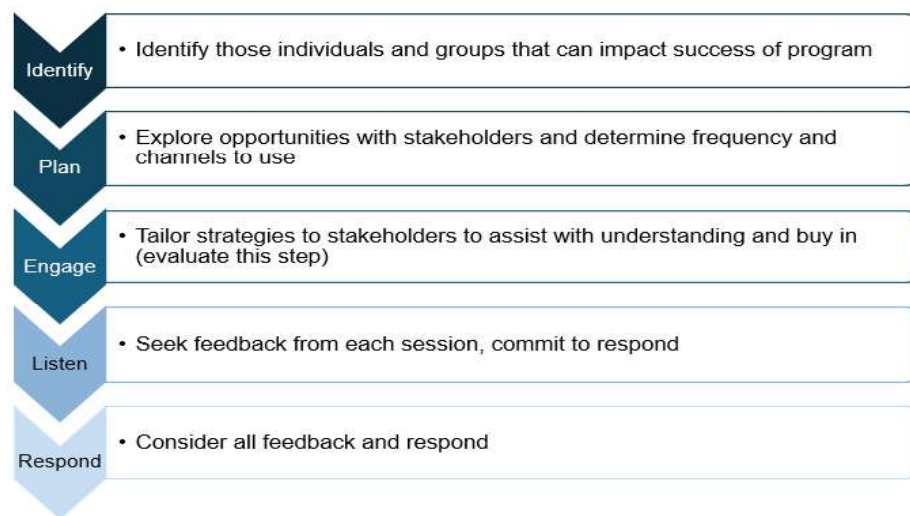 Identify
• Identify those individuals and groups that can impact success of program
Plan
• Explore opportunities with stakeholders and determine frequency and
channels to use
Engage
• Tailor strategies to stakeholders to assist with understanding and buy in
(evaluate this step)
Listen
• Seek feedback from each session, commit to respond
Respond
• Consider all feedback and respond